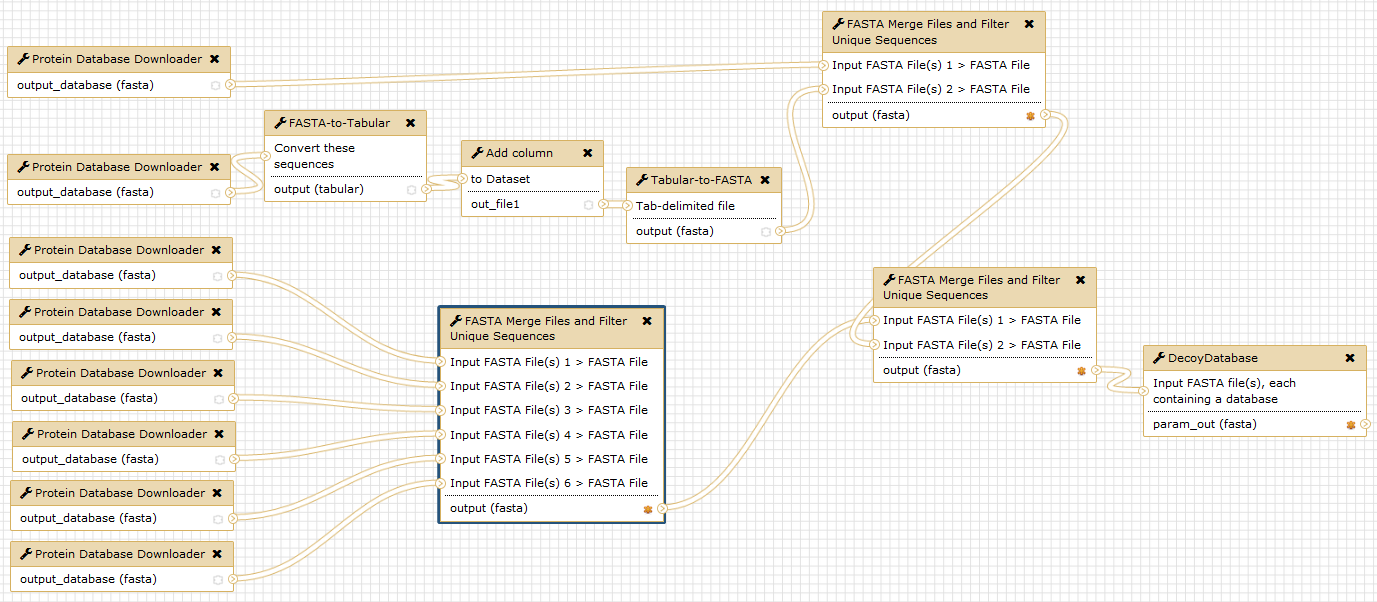 Protein Database Downloader
output_database (fasta)
Protein Database Downloader
output_database (fasta)
FASTA-to-Tabular
Convert these
sequences
output (tabular)
Add column
to Dataset
out_file1
Tabular-to-FASTA
Tab-delimited file
output (fasta)
FASTA Merge Files and Filter
Unique Sequences
Input FASTA File(s) 1 > FASTA File
Input FASTA File(s) 2 > FASTA File
output (fasta)
Protein Database Downloader
output_database (fasta)
Protein Database Downloader
output_database (fasta)
Protein Database Downloader
output_database (fasta)
Protein Database Downloader
output_database (fasta)
Protein Database Downloader
output_database (fasta)
Protein Database Downloader
output_database (fasta)
FASTA Merge Files and Filter
Unique Sequences
Input FASTA File(s) 1 > FASTA File
Input FASTA File(s) 2 > FASTA File
Input FASTA File(s) 3 > FASTA File
Input FASTA File(s) 4 > FASTA File
Input FASTA File(s) 5 > FASTA File
Input FASTA File(s) 6 > FASTA File
output (fasta)
FASTA Merge Files and Filter
Unique Sequences
Input FASTA File(s) 1 > FASTA File
Input FASTA File(s) 2 > FASTA File
output (fasta)
DecoyDatabase
Input FASTA file(s), each
containing a database
param_out (fasta)